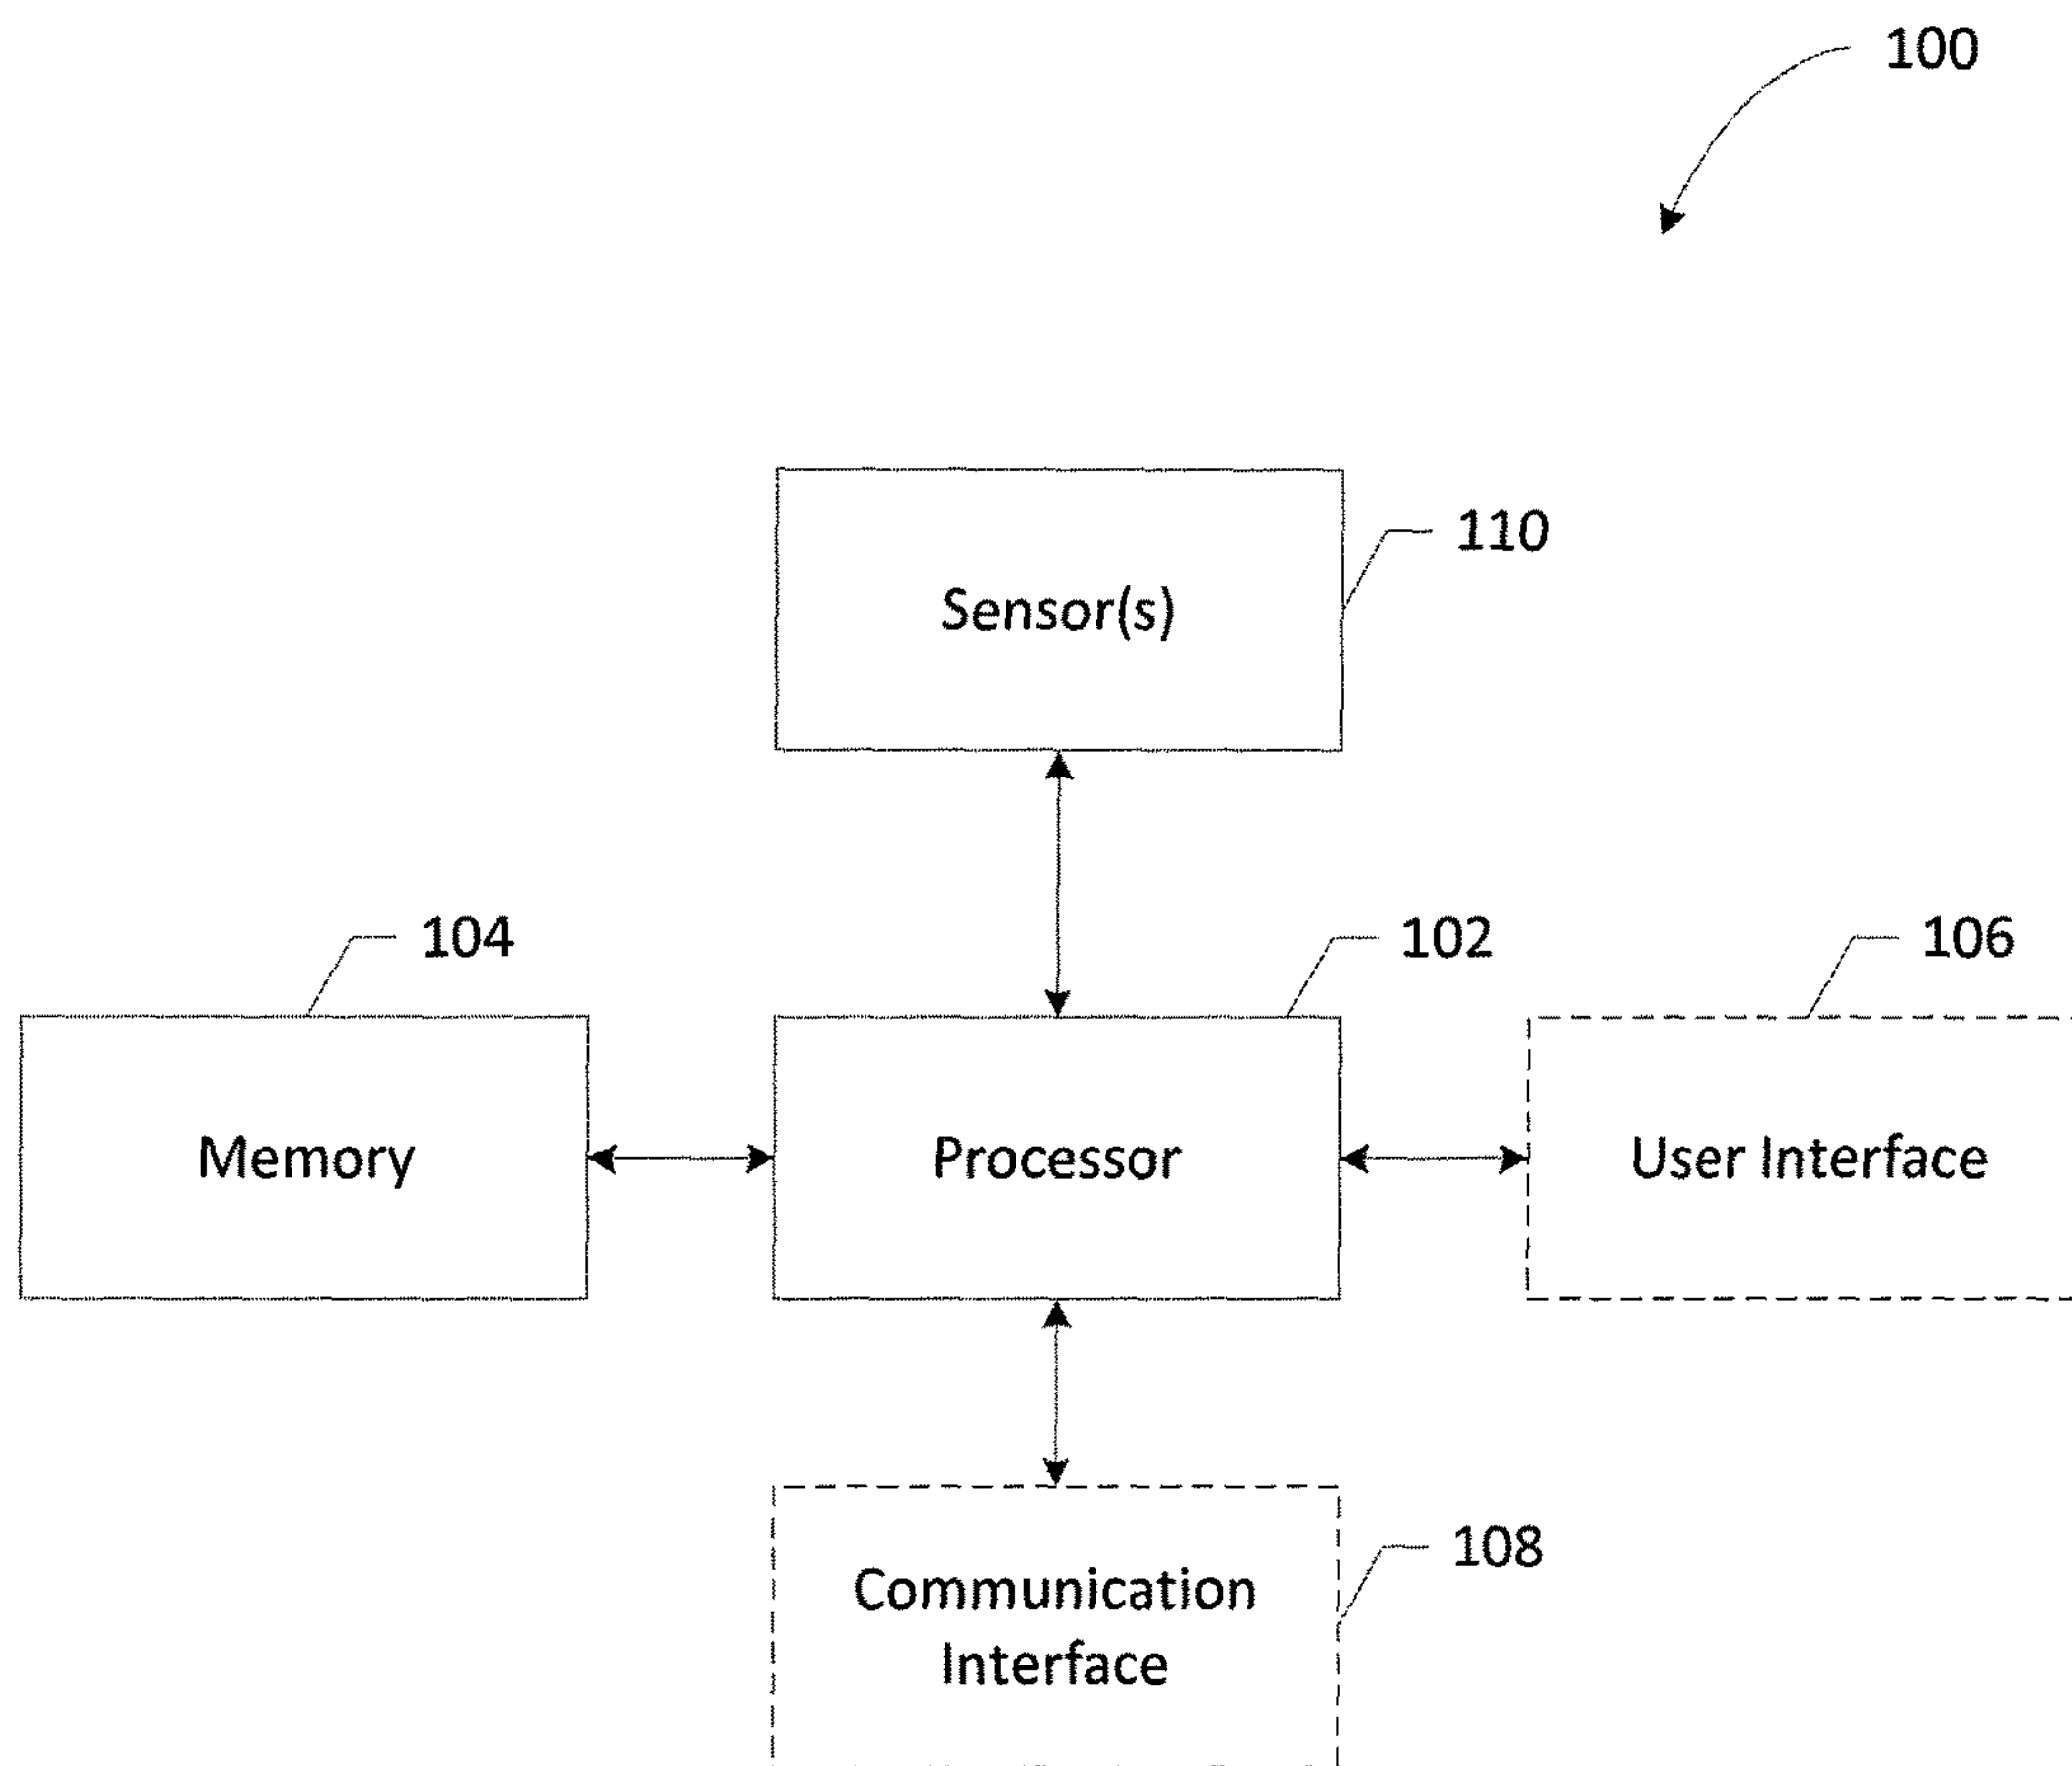 100
110
Sensor(s)
104
102
106
Memory
Processor
User Interface
108
Communication
Interface